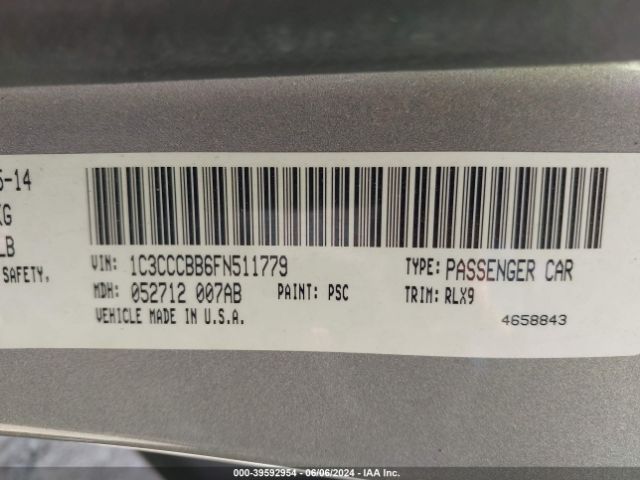 5-14
KG
LB
SAFETY,
VIN: 1C3CCCBB6FN511779
TYPE: PASSENGER CAR
MDH: 052712 007AB
PAINT: PSC
TRIM: RLX9
VEHICLE MADE IN U.S.A.
4658843
000-39592954 - 06/06/2024 - IAA Inc.